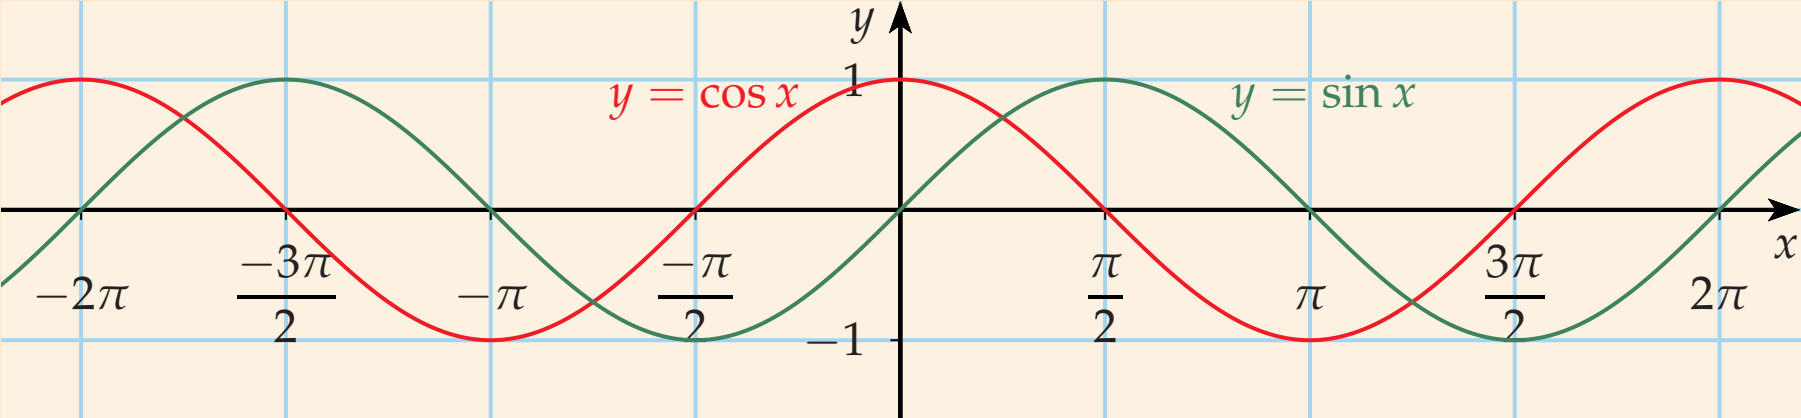 y
1
y = cos x
y = sin x
x
−2π
−3π/2
−π
−π/2
π/2
π
3π/2
2π
−1